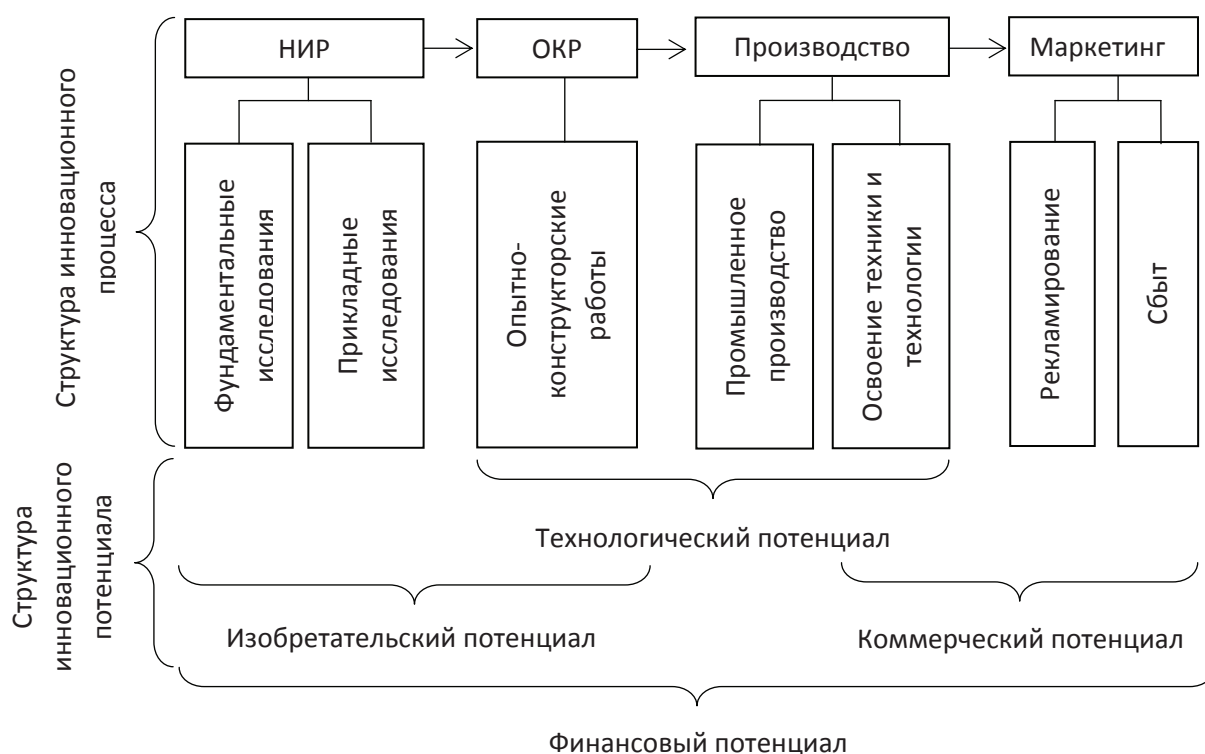 НИР
ОКР
Производство
Маркетинг
Структура инновационного
процесса
Фундаментальные
исследования
Прикладные
исследования
Опытно-
конструкторские
работы
Промышленное
производство
Освоение техники и
технологии
Рекламирование
Сбыт
Структура
инновационного
потенциала
Технологический потенциал
Изобретательский потенциал
Коммерческий потенциал
Финансовый потенциал